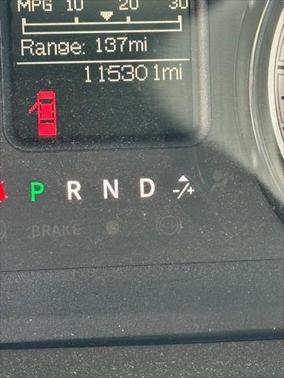 MPG 10 20 30
Range: 137mi
115301mi
P R N D -/+
BRAKE